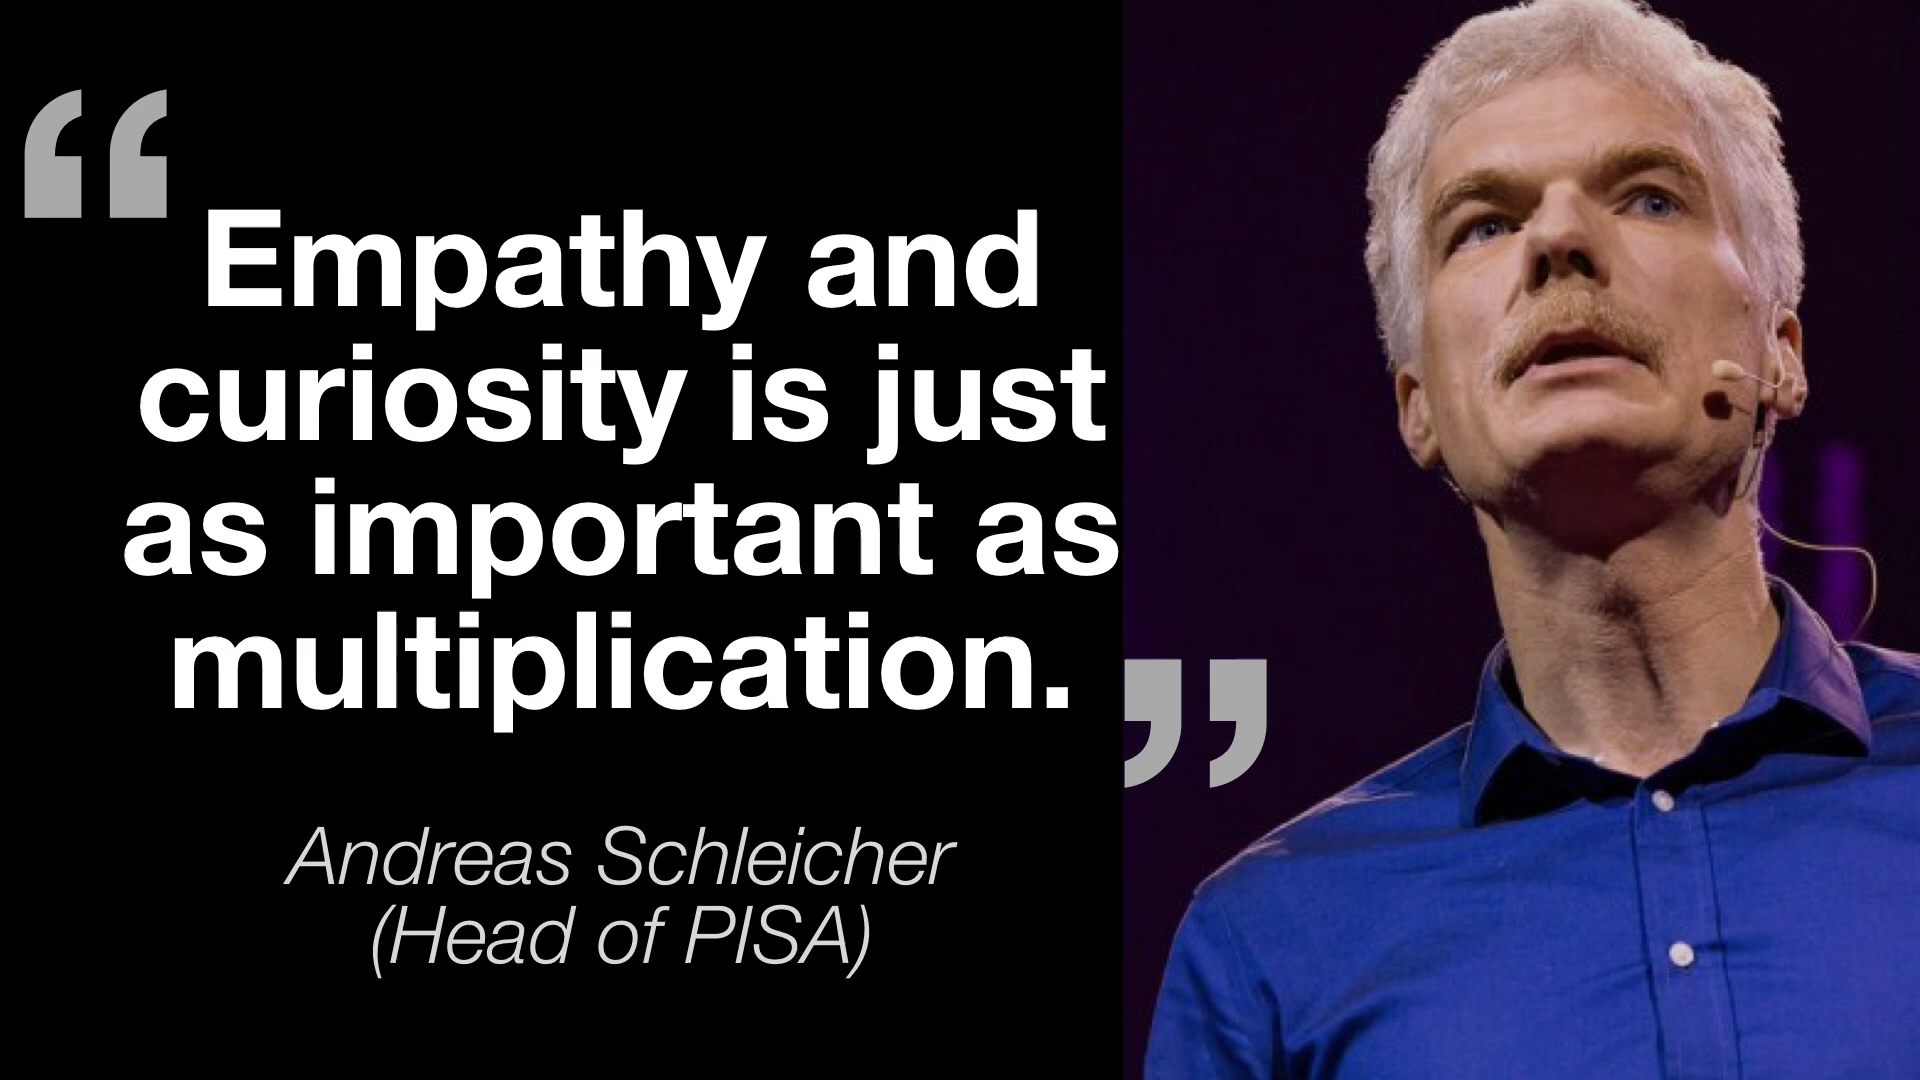 “Empathy and
curiosity is just
as important as
multiplication.”
Andreas Schleicher
(Head of PISA)